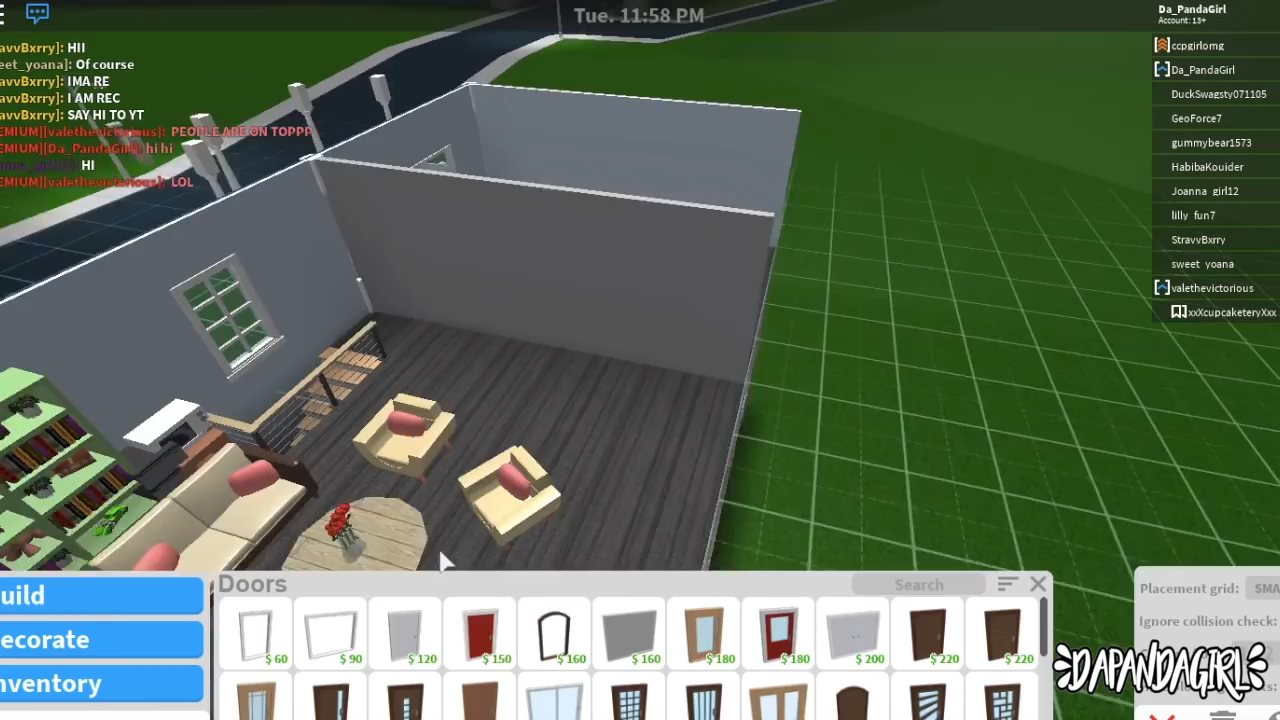 Tue. 11:58 PM
Da_PandaGirl
Account: 13+
avvBxrry]: HII
eet_yoana]: Of course
avvBxrry]: IMA RE
avvBxrry]: I AM REC
avvBxrry]: SAY HI TO YT
EMIUM][valethevictorious]: PEOPLE ARE ON TOPPP
EMIUM][Da_PandaGirl]: hi hi
HI
EMIUM][valethevictorious]: LOL
ccpgirlomg
Da_PandaGirl
DuckSwagsty071105
GeoForce7
gummybear1573
HabibaKouider
Joanna_girl12
lilly_fun7
StravvBxrry
sweet_yoana
valethevictorious
xxXcupcaketeryXxx
uild
ecorate
nventory
Doors
Search
$ 60
$ 90
$ 120
$ 150
$ 160
$ 160
$ 180
$ 180
$ 200
$ 220
$ 220
Placement grid: SMA
Ignore collision check:
DAPANDAGIRL